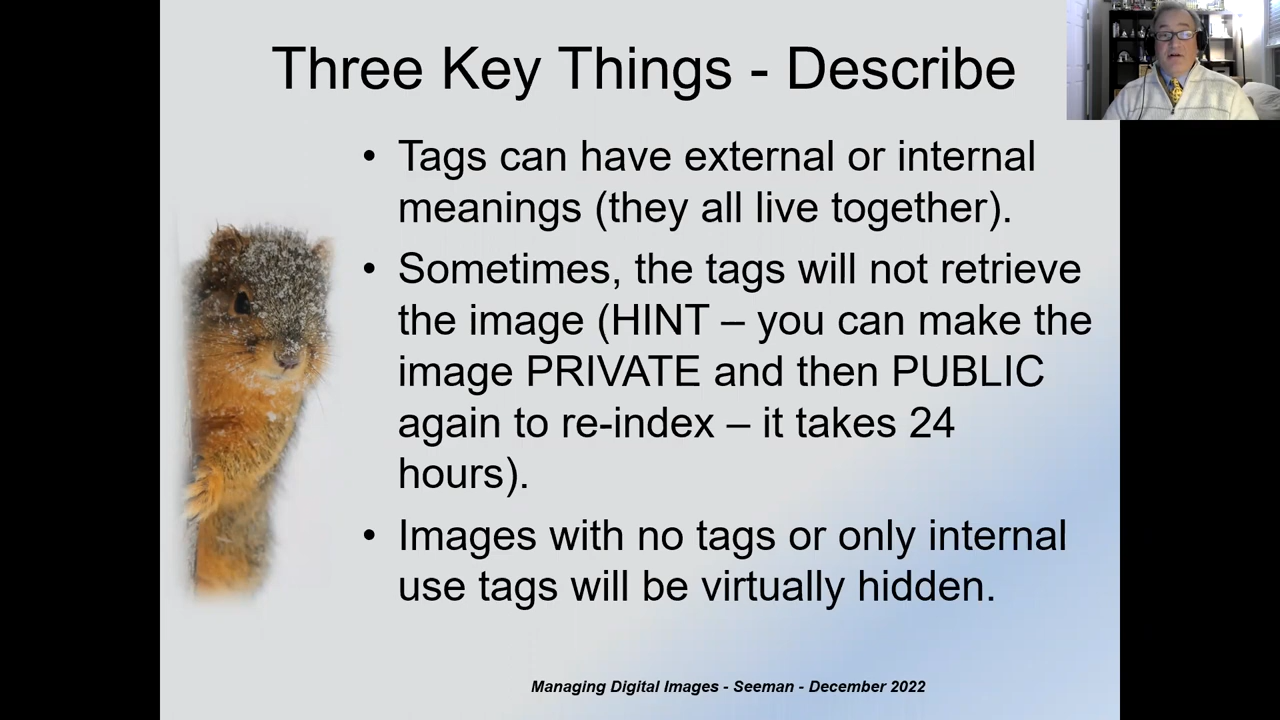 Three Key Things - Describe
• Tags can have external or internal
meanings (they all live together).
• Sometimes, the tags will not retrieve
the image (HINT – you can make the
image PRIVATE and then PUBLIC
again to re-index – it takes 24
hours).
• Images with no tags or only internal
use tags will be virtually hidden.
Managing Digital Images - Seeman - December 2022